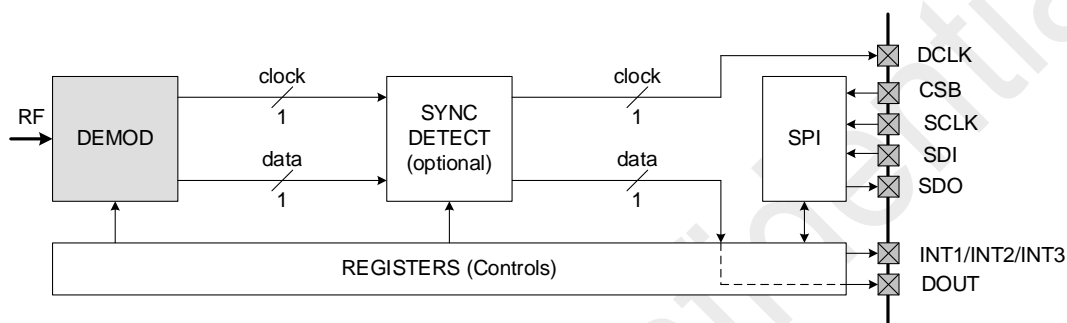 DCLK
clock
clock
CSB
RF
1
SYNC
1
SCLK
DEMOD
DETECT
SPI
(optional)
SDI
data
data
SDO
1
1
REGISTERS (Controls)
INT1/INT2/INT3
DOUT